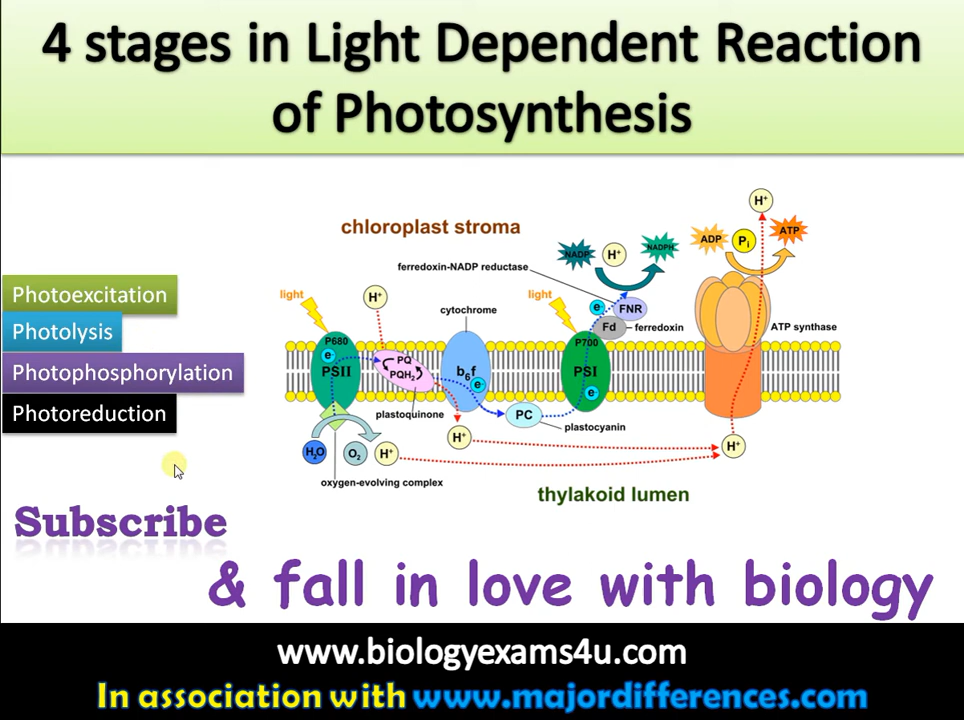 4 stages in Light Dependent Reaction
of Photosynthesis
Photoexcitation
Photolysis
Photophosphorylation
Photoreduction
chloroplast stroma
H⁺
NADP
H⁺
NADPH
ADP
Pᵢ
ATP
ferredoxin-NADP reductase
light
H⁺
cytochrome
light
e⁻
FNR
Fd
ferredoxin
ATP synthase
P680
e⁻
PSII
PQ
PQH₂
b₆f
e⁻
P700
PSI
e⁻
plastoquinone
PC
plastocyanin
H₂O
O₂
H⁺
H⁺
H⁺
oxygen-evolving complex
thylakoid lumen
Subscribe
& fall in love with biology
www.biologyexams4u.com
In association with www.majordifferences.com